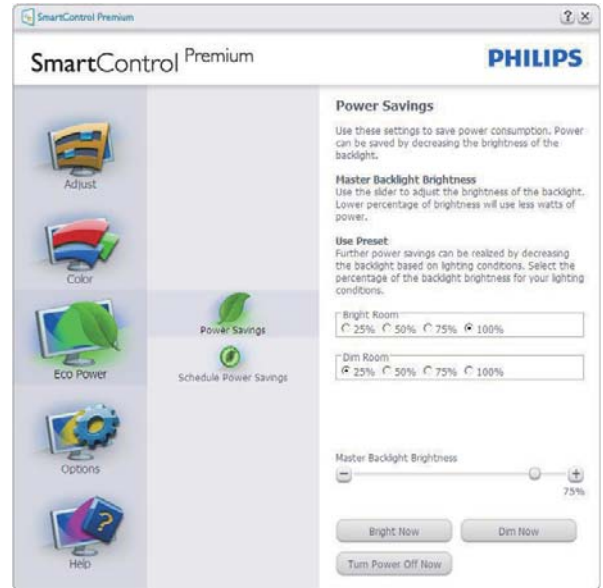 SmartControl Premium
SmartControl Premium
PHILIPS
Adjust
Color
Eco Power
Options
Help
Power Savings
Schedule Power Savings
Power Savings
Use these settings to save power consumption. Power
can be saved by decreasing the brightness of the
backlight.
Master Backlight Brightness
Use the slider to adjust the brightness of the backlight.
Lower percentage of brightness will use less watts of
power.
Use Preset
Further power savings can be realized by decreasing
the backlight based on lighting conditions. Select the
percentage of the backlight brightness for your lighting
conditions.
Bright Room
25% 50% 75% 100%
Dim Room
25% 50% 75% 100%
Master Backlight Brightness
75%
Bright Now Dim Now
Turn Power Off Now